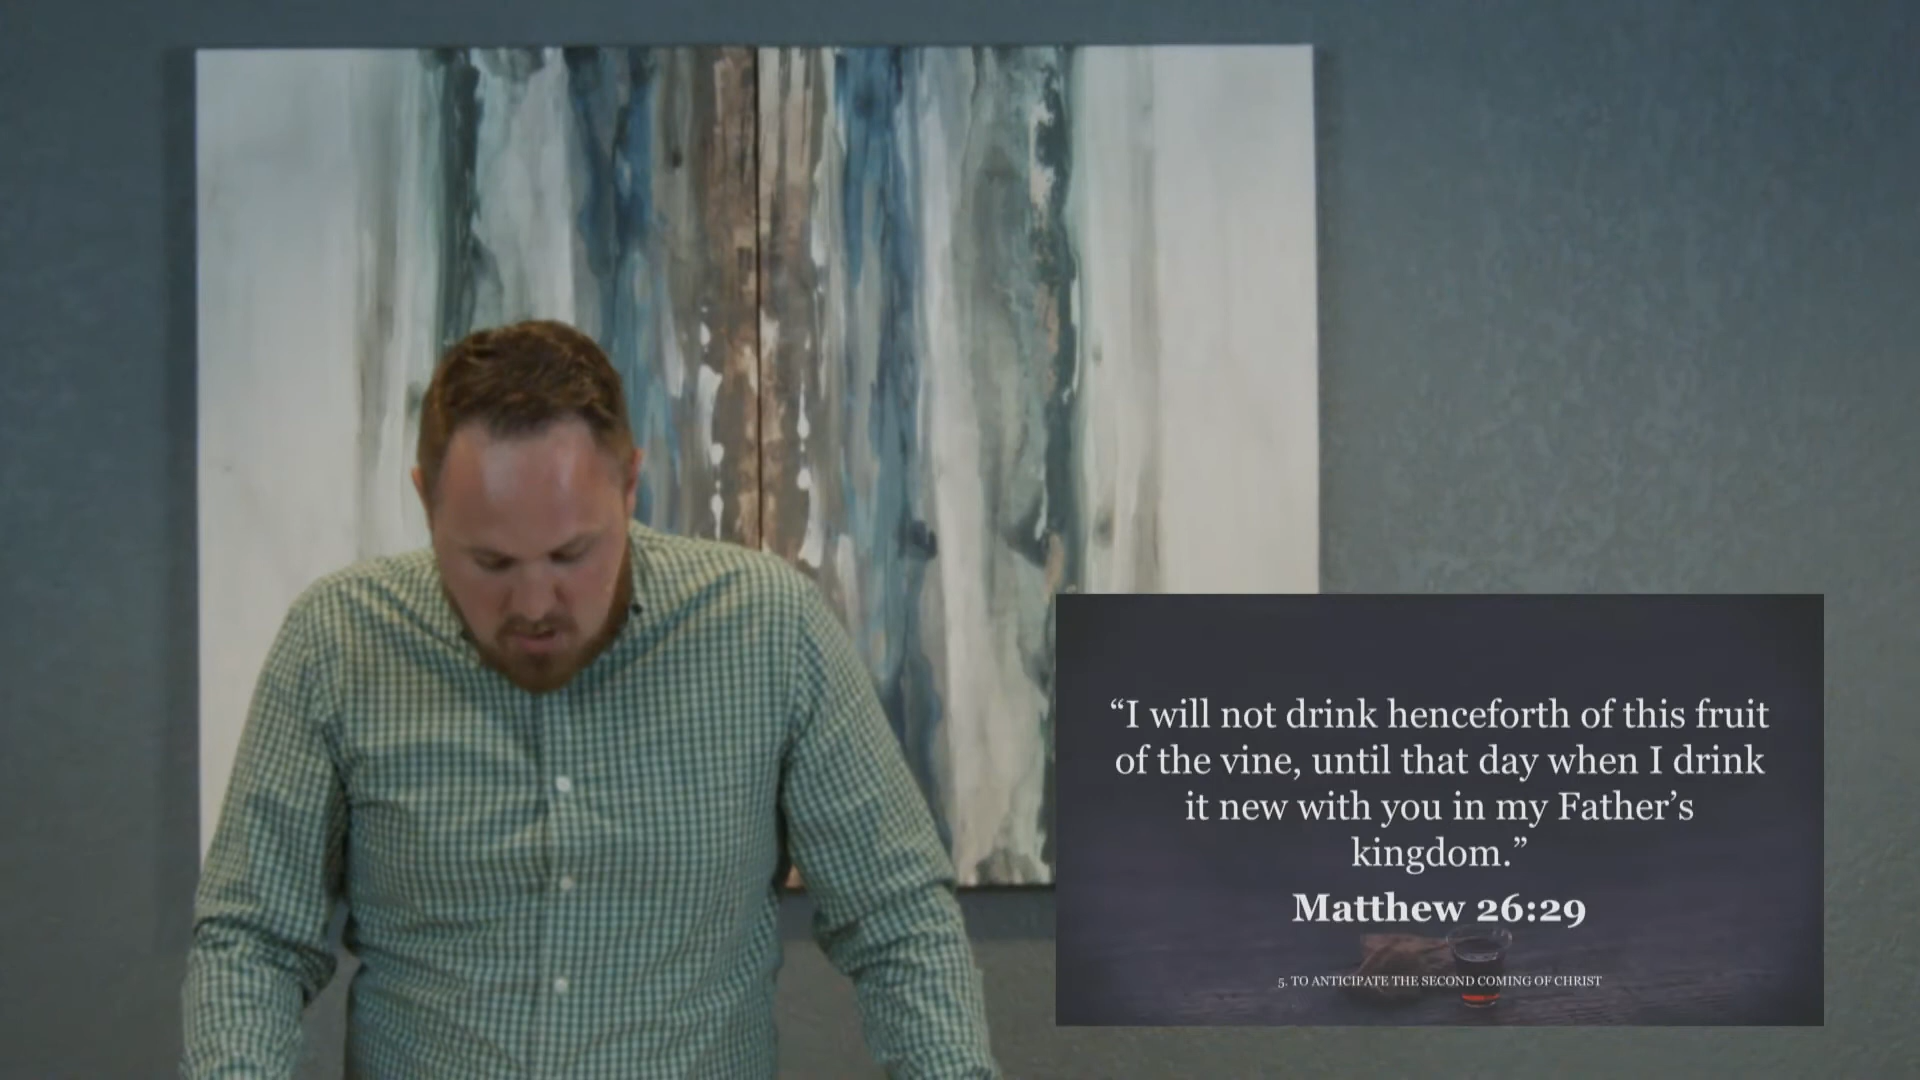 “I will not drink henceforth of this fruit
of the vine, until that day when I drink
it new with you in my Father’s
kingdom.”
Matthew 26:29
5. TO ANTICIPATE THE SECOND COMING OF CHRIST